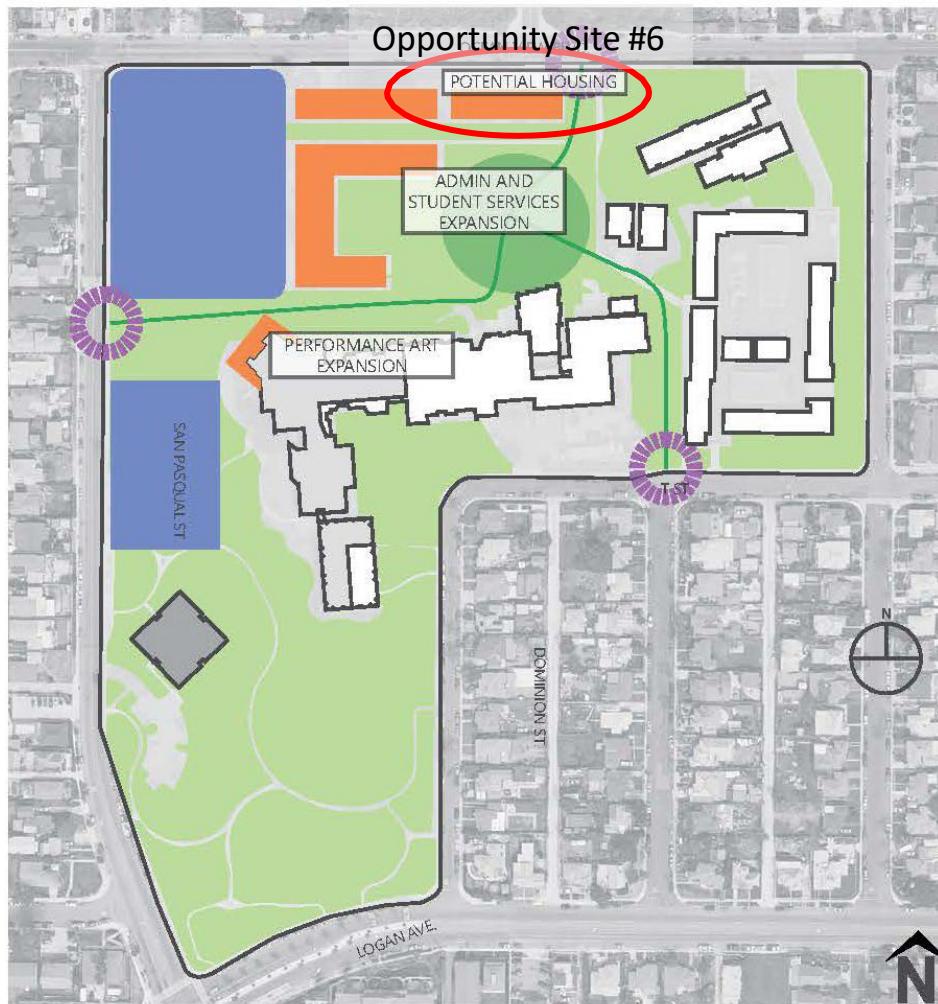 Opportunity Site #6
POTENTIAL HOUSING
ADMIN AND
STUDENT SERVICES
EXPANSION
PERFORMANCE ART
EXPANSION
SAN PASQUAL ST
T ST.
DOMINION ST.
N
LOGAN AVE.
N